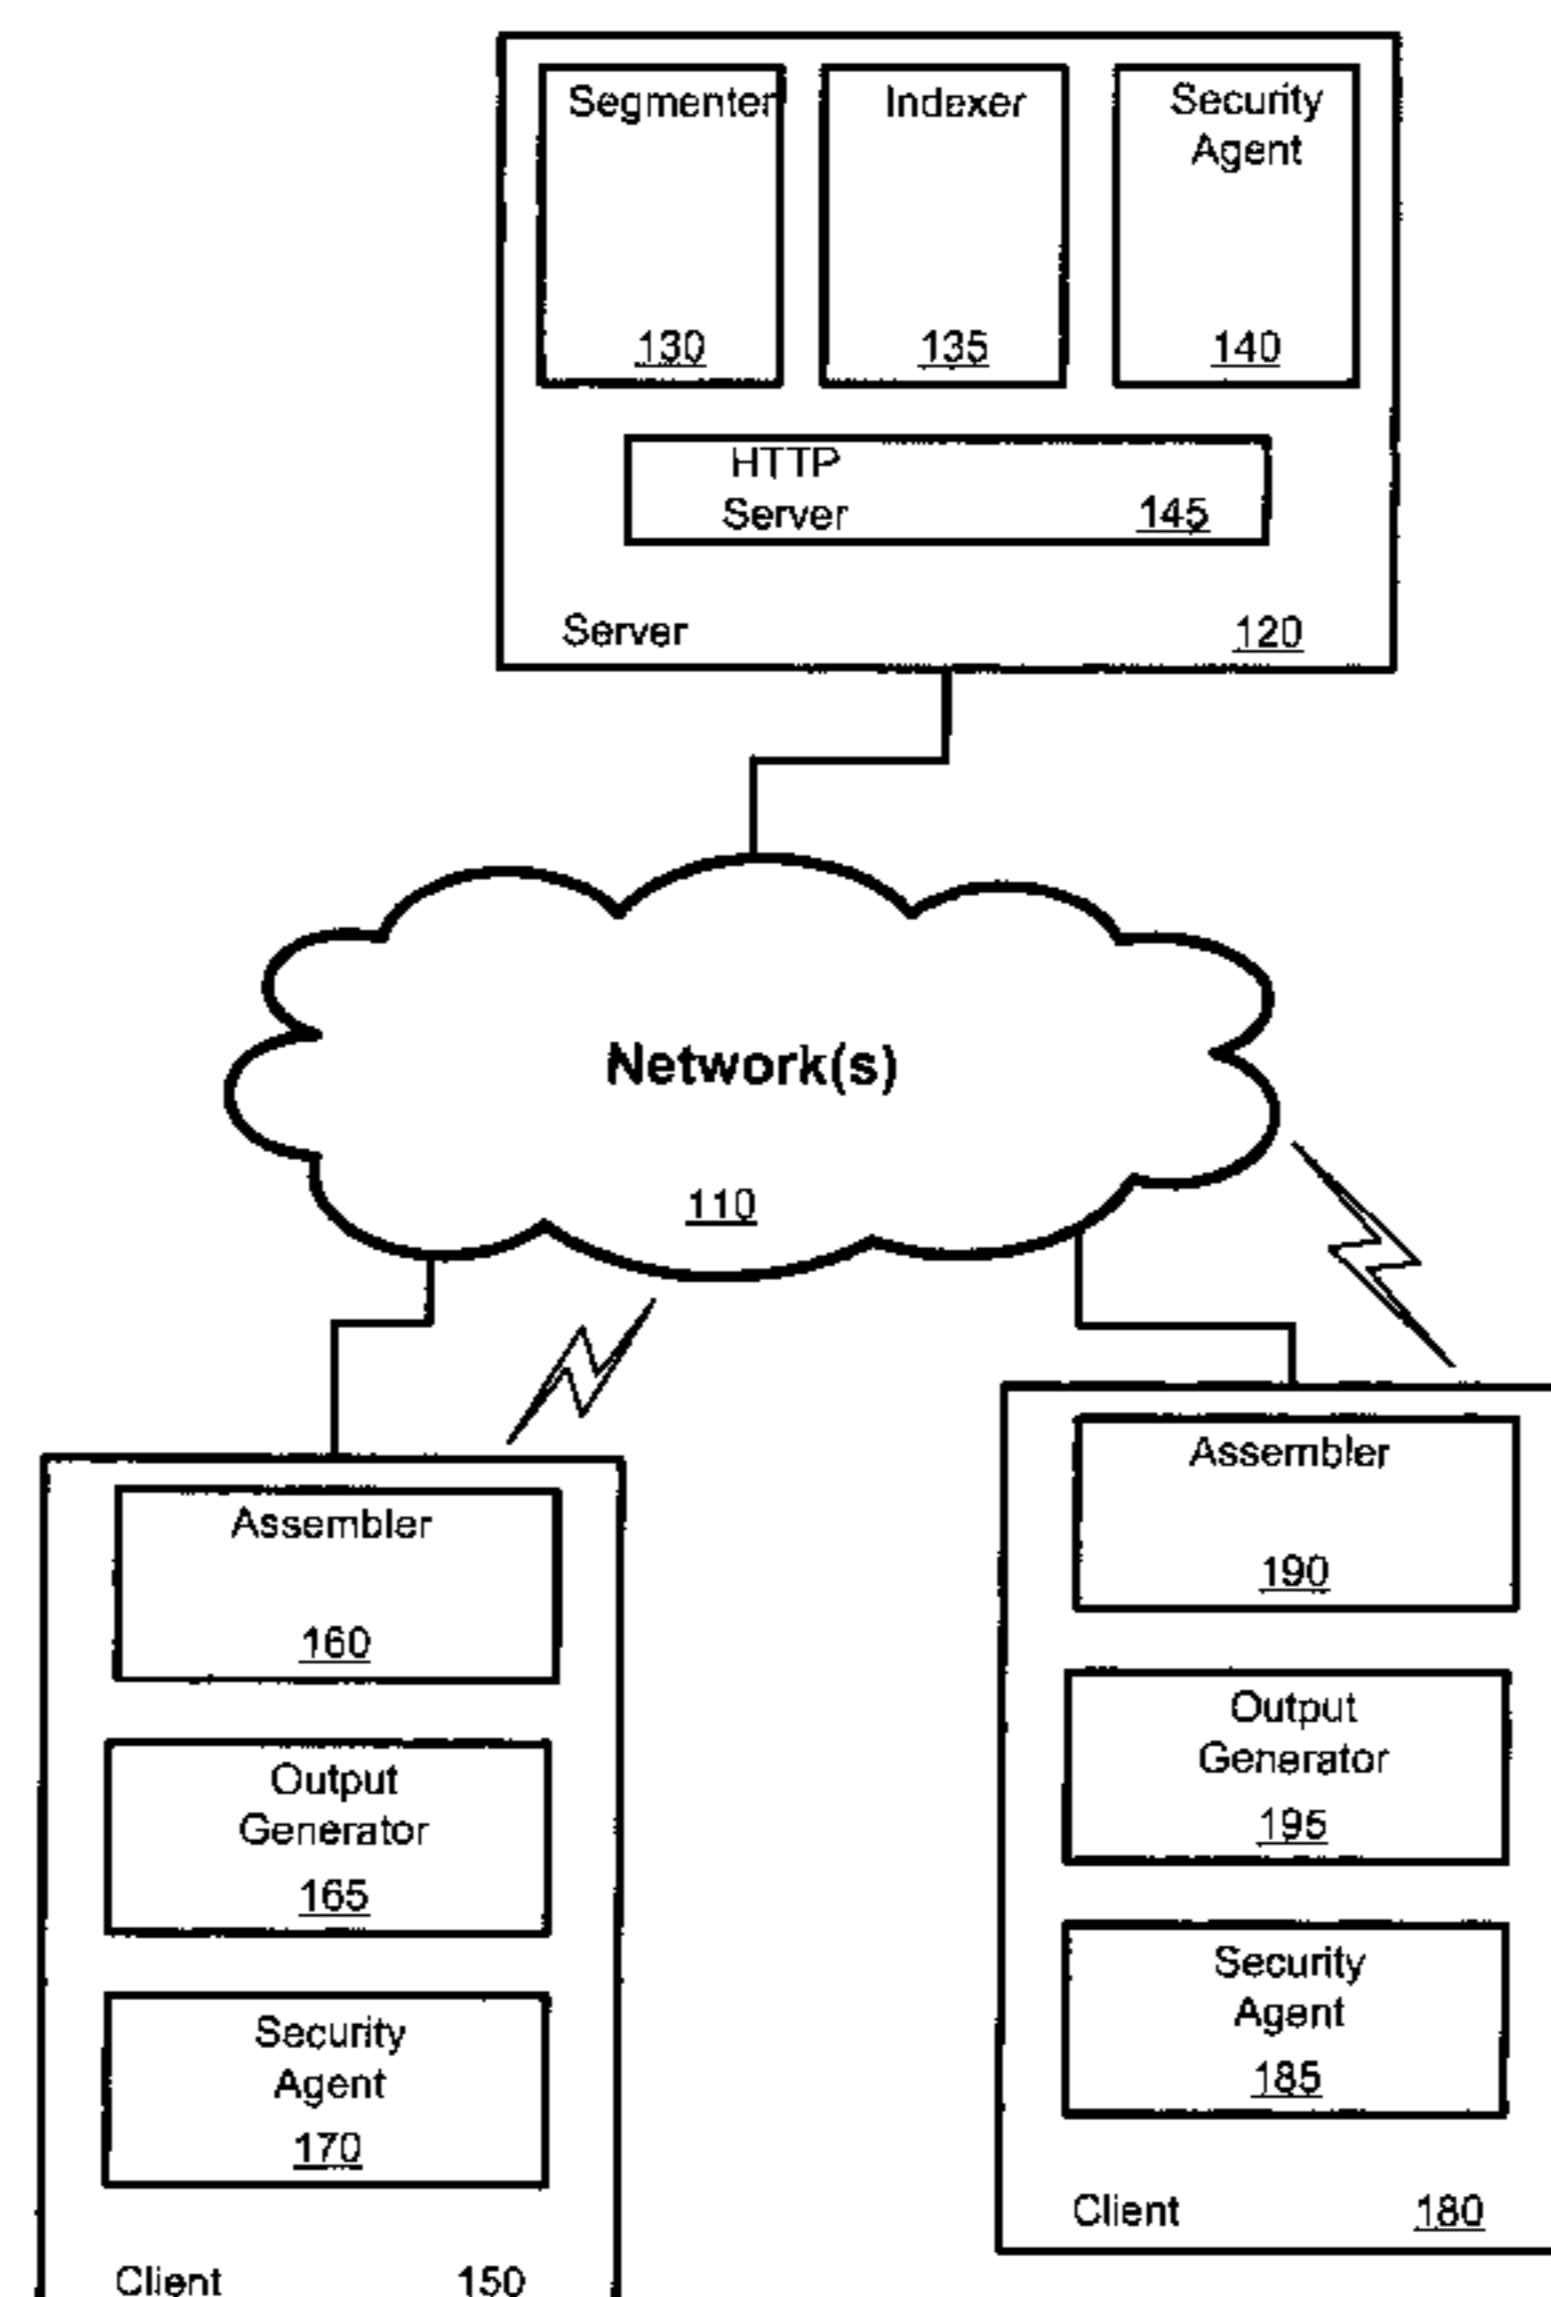 Segmenter
130
Indexer
135
Security
Agent
140
HTTP
Server
145
Server
120
Network(s)
110
Assembler
160
Output
Generator
165
Security
Agent
170
Client
150
Assembler
190
Output
Generator
195
Security
Agent
185
Client
180